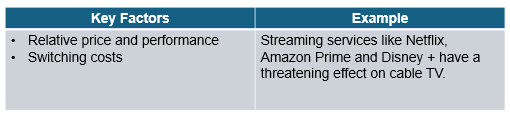 Key Factors
Example
• Relative price and performance
• Switching costs
Streaming services like Netflix,
Amazon Prime and Disney + have a
threatening effect on cable TV.